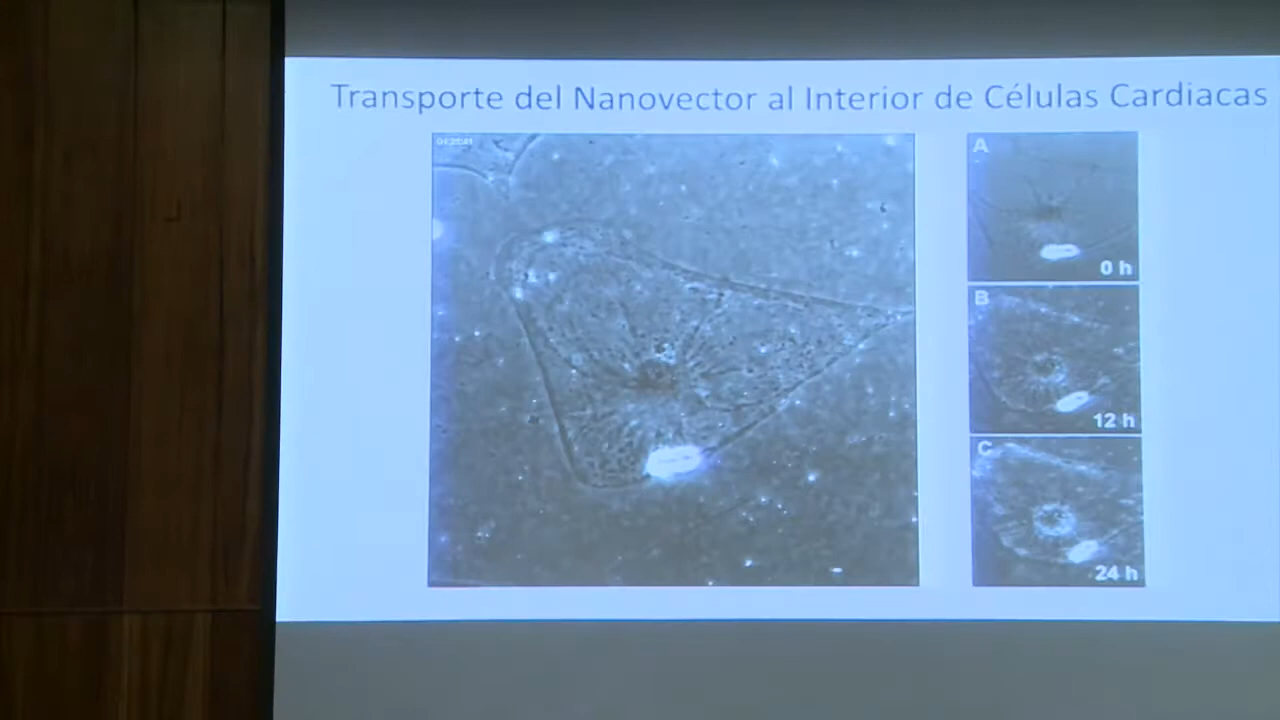 Transporte del Nanovector al Interior de Células Cardiacas
A
0 h
B
12 h
C
24 h